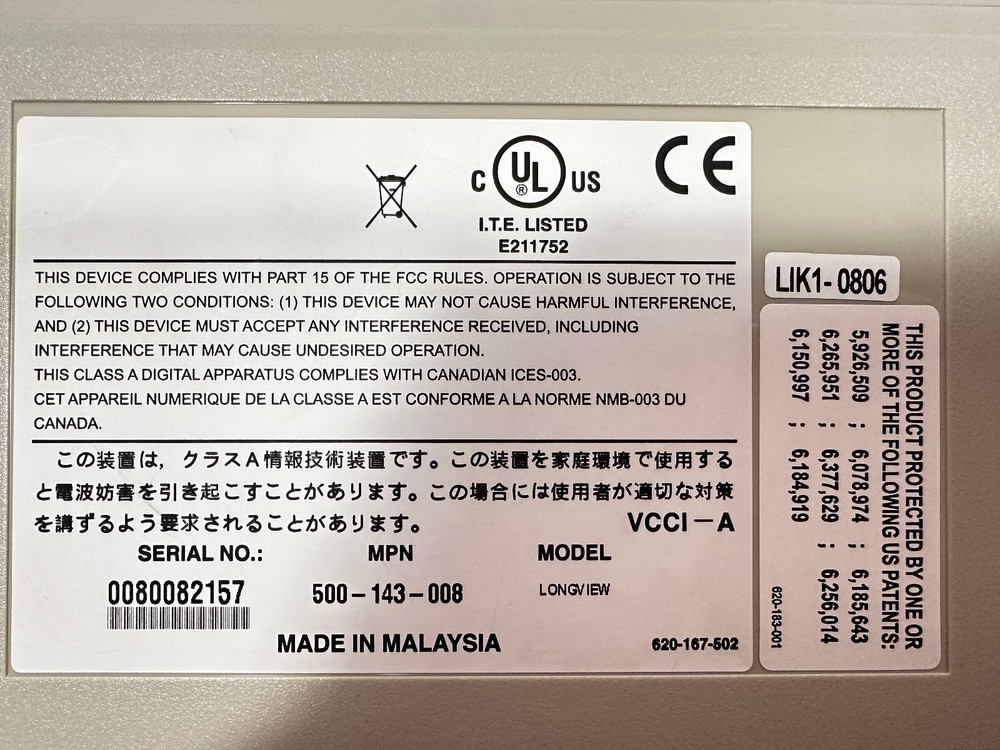 C UL ® US CE
I.T.E. LISTED
E211752
THIS DEVICE COMPLIES WITH PART 15 OF THE FCC RULES. OPERATION IS SUBJECT TO THE
FOLLOWING TWO CONDITIONS: (1) THIS DEVICE MAY NOT CAUSE HARMFUL INTERFERENCE,
AND (2) THIS DEVICE MUST ACCEPT ANY INTERFERENCE RECEIVED, INCLUDING
INTERFERENCE THAT MAY CAUSE UNDESIRED OPERATION.
THIS CLASS A DIGITAL APPARATUS COMPLIES WITH CANADIAN ICES-003.
CET APPAREIL NUMERIQUE DE LA CLASSE A EST CONFORME A LA NORME NMB-003 DU
CANADA.
この装置は，クラスA情報技術装置です。この装置を家庭環境で使用する
と電波妨害を引き起こすことがあります。この場合には使用者が適切な対策
を講ずるよう要求されることがあります。 VCCI－A
SERIAL NO.: MPN MODEL
0080082157 500-143-008 LONGVIEW
MADE IN MALAYSIA 620-167-502
LIK1-0806
THIS PRODUCT PROTECTED BY ONE OR
MORE OF THE FOLLOWING US PATENTS:
5,926,509 ; 6,078,974 ; 6,185,643
6,265,951 ; 6,377,629 ; 6,256,014
6,150,997 ; 6,184,919
620-183-001